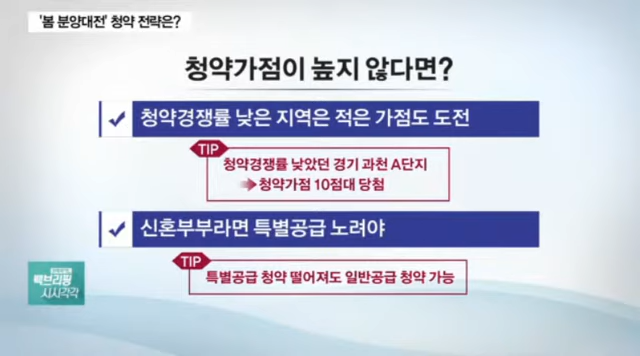 '봄 분양대전' 청약 전략은?
청약가점이 높지 않다면?
청약경쟁률 낮은 지역은 적은 가점도 도전
TIP
청약경쟁률 낮았던 경기 과천 A단지
청약가점 10점대 당첨
신혼부부라면 특별공급 노려야
TIP
특별공급 청약 떨어져도 일반공급 청약 가능
빽브리핑
시시각각